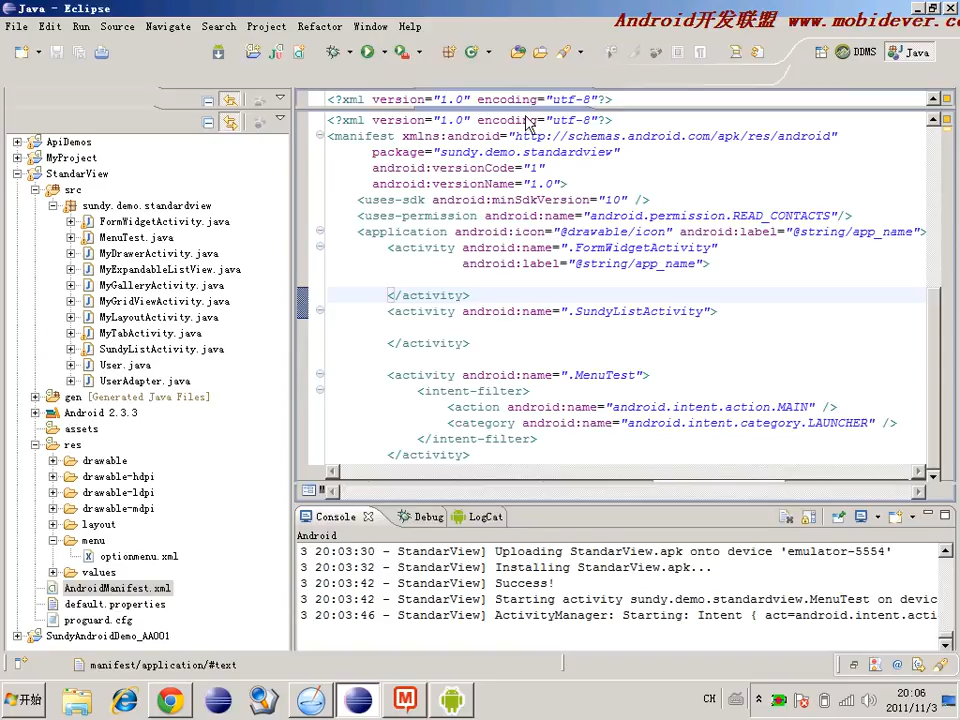 Java - Eclipse
Android开发联盟 www.mobidever.c
File Edit Run Source Navigate Search Project Refactor Window Help
DDMS Java
<?xml version="1.0" encoding="utf-8"?>
<?xml version="1.0" encoding="utf-8"?>
<manifest xmlns:android="http://schemas.android.com/apk/res/android"
package="sundy.demo.standardview"
android:versionCode="1"
android:versionName="1.0">
<uses-sdk android:minSdkVersion="10" />
<uses-permission android:name="android.permission.READ_CONTACTS"/>
<application android:icon="@drawable/icon" android:label="@string/app_name">
<activity android:name=".FormWidgetActivity"
android:label="@string/app_name">
</activity>
<activity android:name=".SundyListActivity">
</activity>
<activity android:name=".MenuTest">
<intent-filter>
<action android:name="android.intent.action.MAIN" />
<category android:name="android.intent.category.LAUNCHER" />
</intent-filter>
</activity>
ApiDemos
MyProject
StandarView
src
sundy.demo.standardview
FormWidgetActivity.java
MenuTest.java
MyDrawerActivity.java
MyExpandableListView.java
MyGalleryActivity.java
MyGridViewActivity.java
MyLayoutActivity.java
MyTabActivity.java
SundyListActivity.java
User.java
UserAdapter.java
gen [Generated Java Files]
Android 2.3.3
assets
res
drawable
drawable-hdpi
drawable-ldpi
drawable-mdpi
layout
menu
optionmenu.xml
values
AndroidManifest.xml
default.properties
proguard.cfg
SundyAndroidDemo_AA001
Console Debug LogCat
Android
3 20:03:30 - StandarView] Uploading StandarView.apk onto device 'emulator-5554'
3 20:03:32 - StandarView] Installing StandarView.apk...
3 20:03:42 - StandarView] Success!
3 20:03:42 - StandarView] Starting activity sundy.demo.standardview.MenuTest on devic
3 20:03:46 - StandarView] ActivityManager: Starting: Intent { act=android.intent.acti
manifest/application/#text
开始
CH
20:06
2011/11/3